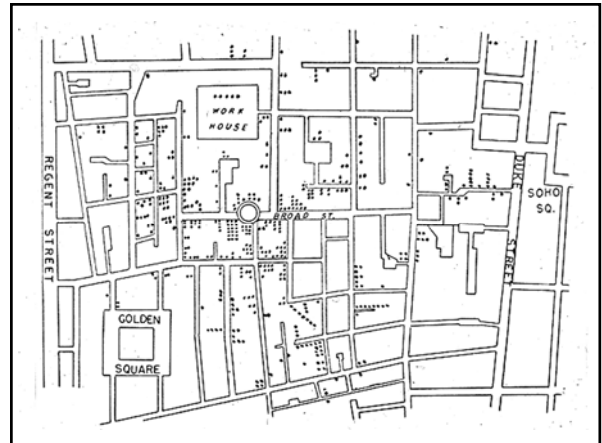 WORK
HOUSE
REGENT STREET
DUKE STREET
SOHO
SQ.
BROAD ST.
GOLDEN
SQUARE